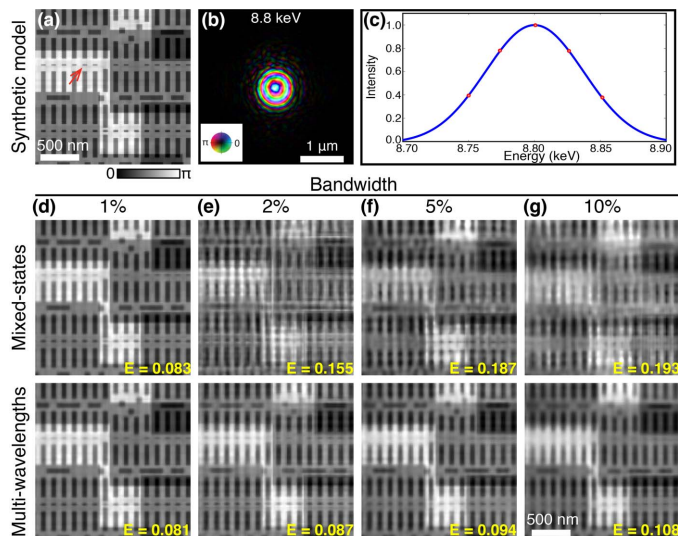 Synthetic model
(a)
500 nm
0 π
(b)
8.8 keV
π 0
1 μm
(c)
Intensity
1.0
0.8
0.6
0.4
0.2
0.0
8.70 8.75 8.80 8.85 8.90
Energy (keV)
Bandwidth
(d) 1% (e) 2% (f) 5% (g) 10%
Mixed-states
E = 0.083 E = 0.155 E = 0.187 E = 0.193
Multi-wavelengths
500 nm
E = 0.081 E = 0.087 E = 0.094 E = 0.108